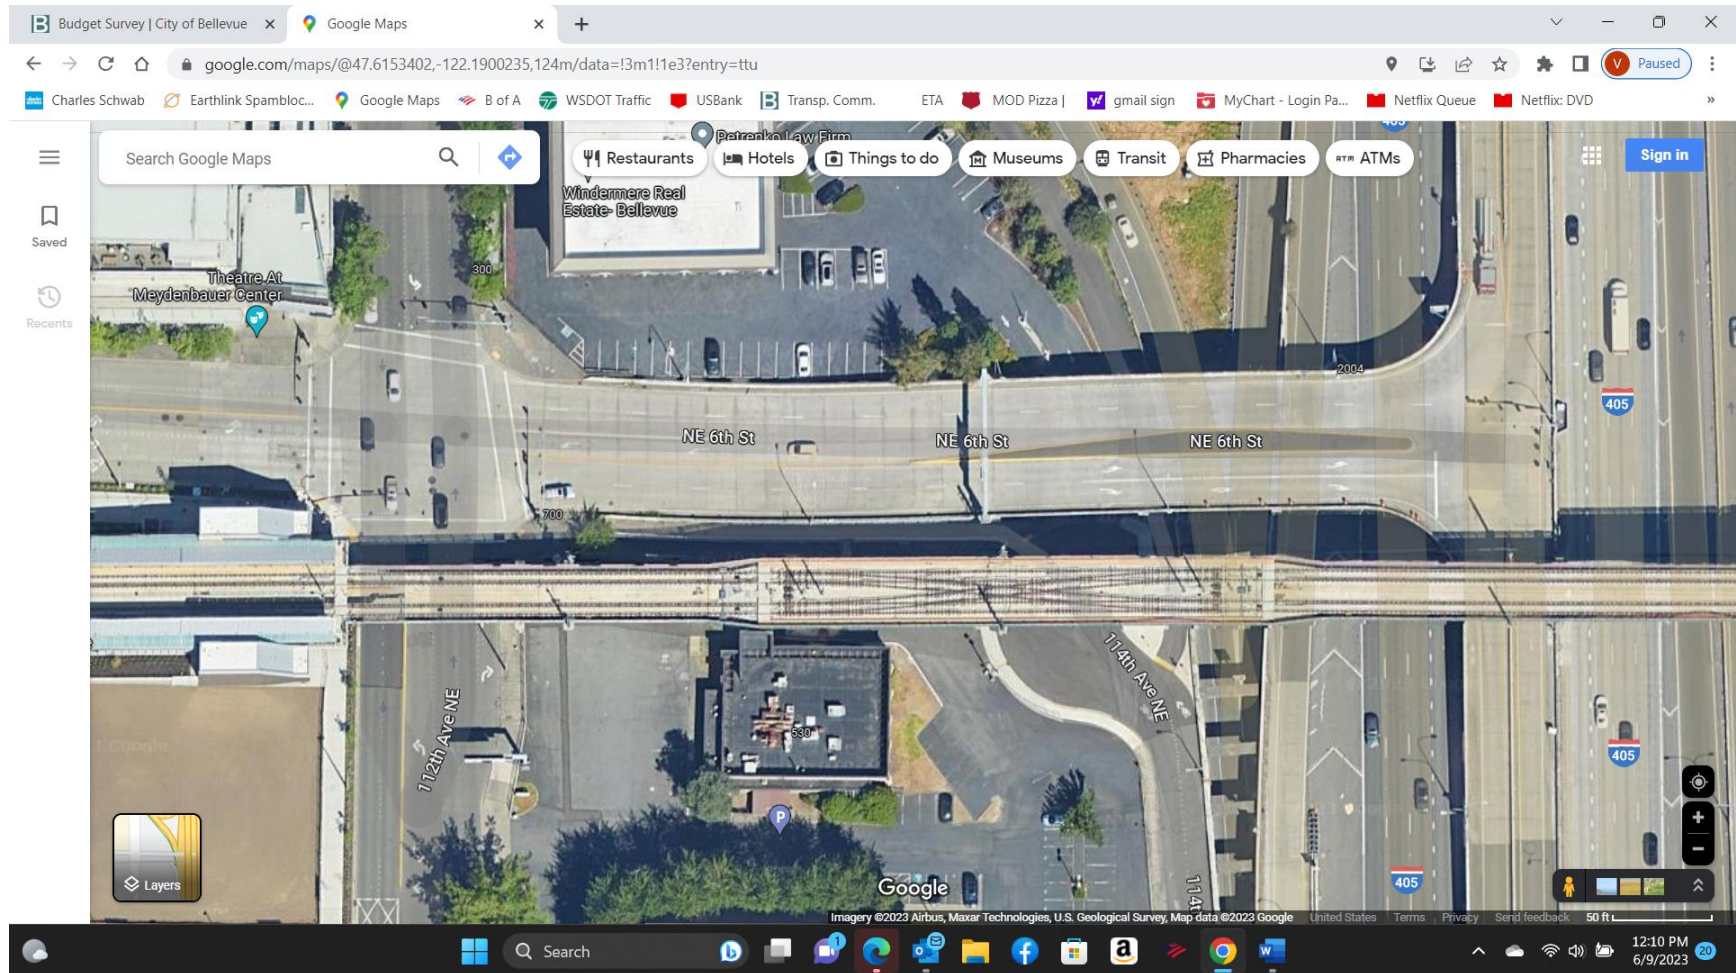 Budget Survey | City of Bellevue
Google Maps
google.com/maps/@47.6153402,-122.1900235,124m/data=!3m1!1e3?entry=ttu
V Paused
Charles Schwab
Earthlink Spambloc...
Google Maps
B of A
WSDOT Traffic
USBank
Transp. Comm.
ETA
MOD Pizza |
gmail sign
MyChart - Login Pa...
Netflix Queue
Netflix: DVD
»
405
Petrenko Law Firm
Search Google Maps
Restaurants
Hotels
Things to do
Museums
Transit
Pharmacies
ATM ATMs
Sign in
Windermere Real
Estate- Bellevue
Saved
300
Theatre At
Meydenbauer Center
Recents
2004
405
NE 6th St
NE 6th St
NE 6th St
700
114th Ave NE
112th Ave NE
530
Google
405
P
Layers
Google
405
114t
Imagery ©2023 Airbus, Maxar Technologies, U.S. Geological Survey, Map data ©2023 Google
United States
Terms
Privacy
Send feedback
50 ft
Search
1
a
12:10 PM
6/9/2023
20